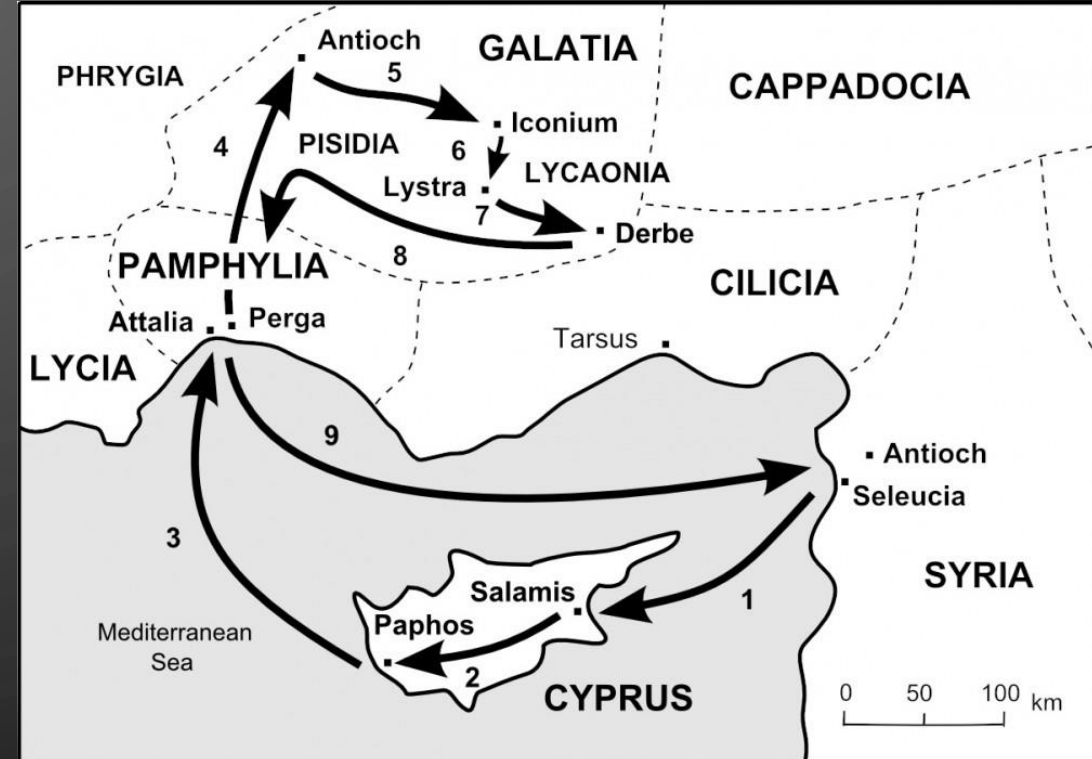 Antioch
5
GALATIA
PHRYGIA
CAPPADOCIA
Iconium
4
PISIDIA
6
LYCAONIA
Lystra
7
Derbe
8
PAMPHYLIA
CILICIA
Attalia
Perga
Tarsus
LYCIA
9
Antioch
Seleucia
3
SYRIA
Salamis
1
Paphos
Mediterranean
Sea
2
CYPRUS
0 50 100 km